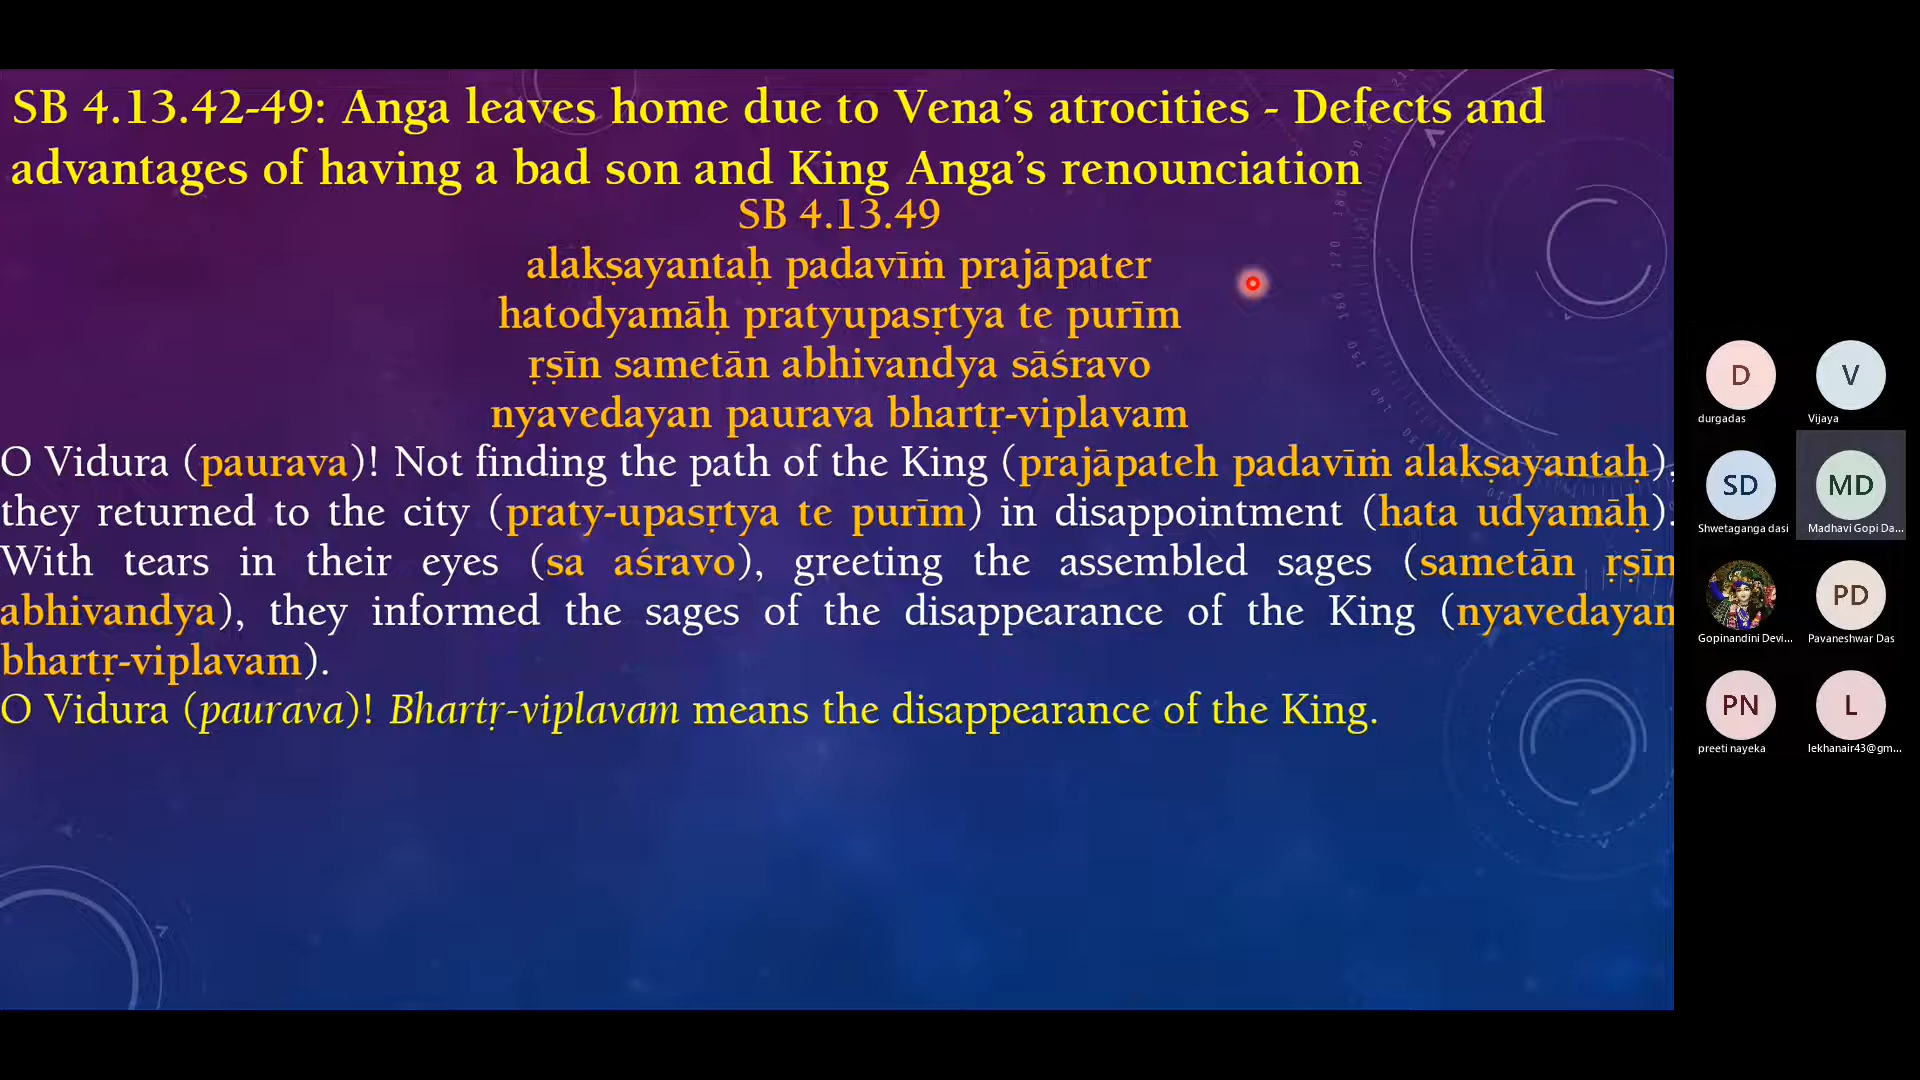 SB 4.13.42-49: Anga leaves home due to Vena’s atrocities - Defects and
advantages of having a bad son and King Anga’s renounciation
SB 4.13.49
alakṣayantaḥ padavīṁ prajāpater
hatodyamāḥ pratyupasṛtya te purīm
ṛṣīn sametān abhivandya sāśravo
nyavedayan paurava bhartṛ-viplavam
O Vidura (paurava)! Not finding the path of the King (prajāpateh padavīṁ alakṣayantaḥ),
they returned to the city (praty-upasṛtya te purīm) in disappointment (hata udyamāḥ).
With tears in their eyes (sa aśravo), greeting the assembled sages (sametān ṛṣīn
abhivandya), they informed the sages of the disappearance of the King (nyavedayan
bhartṛ-viplavam).
O Vidura (paurava)! Bhartṛ-viplavam means the disappearance of the King.
D
V
durgadas
Vijaya
SD
MD
Shwetaganga dasi
Madhavi Gopi Da...
PD
Gopinandini Devi...
Pavaneshwar Das
PN
L
preeti nayeka
lekhanair43@gm...